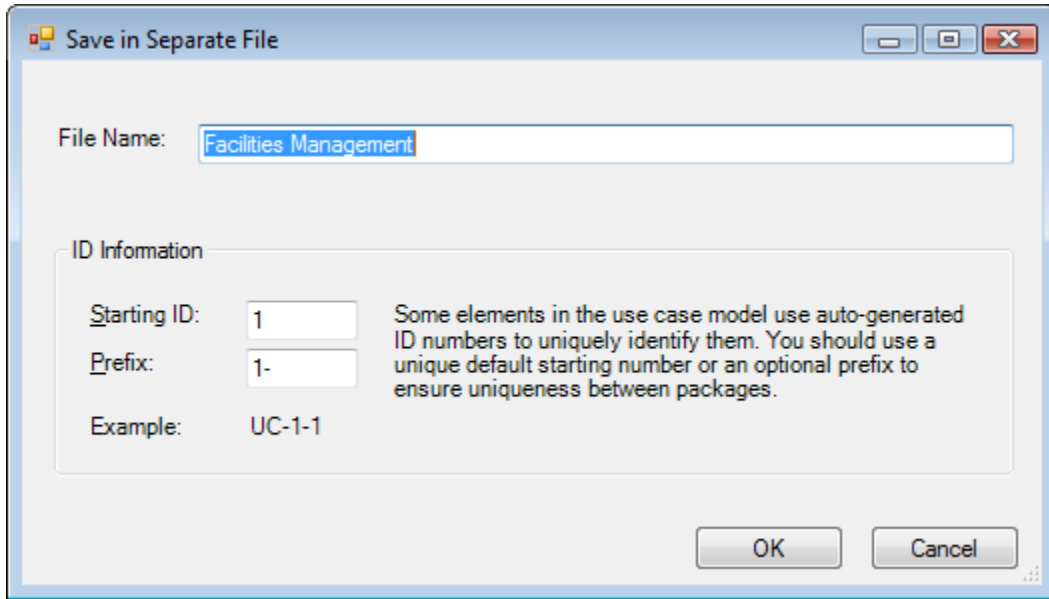 Save in Separate File
File Name: Facilities Management
ID Information
Starting ID: 1
Prefix: 1-
Example: UC-1-1
Some elements in the use case model use auto-generated
ID numbers to uniquely identify them. You should use a
unique default starting number or an optional prefix to
ensure uniqueness between packages.
OK Cancel